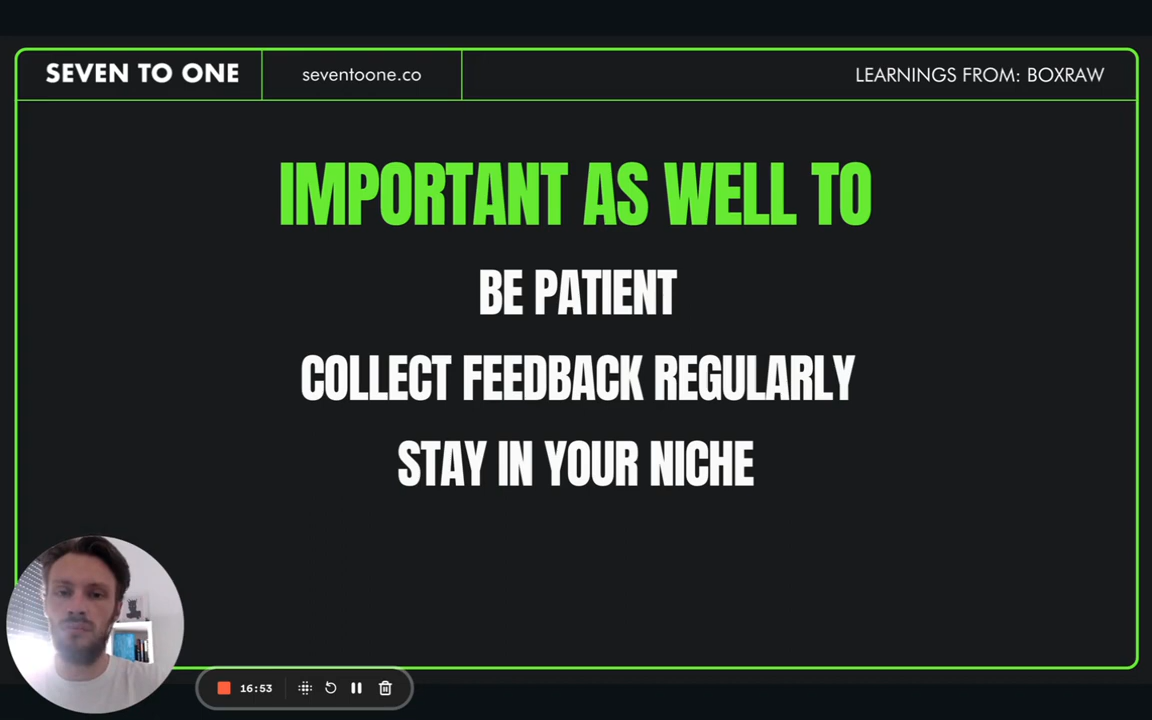 SEVEN TO ONE
seventoone.co
LEARNINGS FROM: BOXRAW
IMPORTANT AS WELL TO
BE PATIENT
COLLECT FEEDBACK REGULARLY
STAY IN YOUR NICHE
16:53